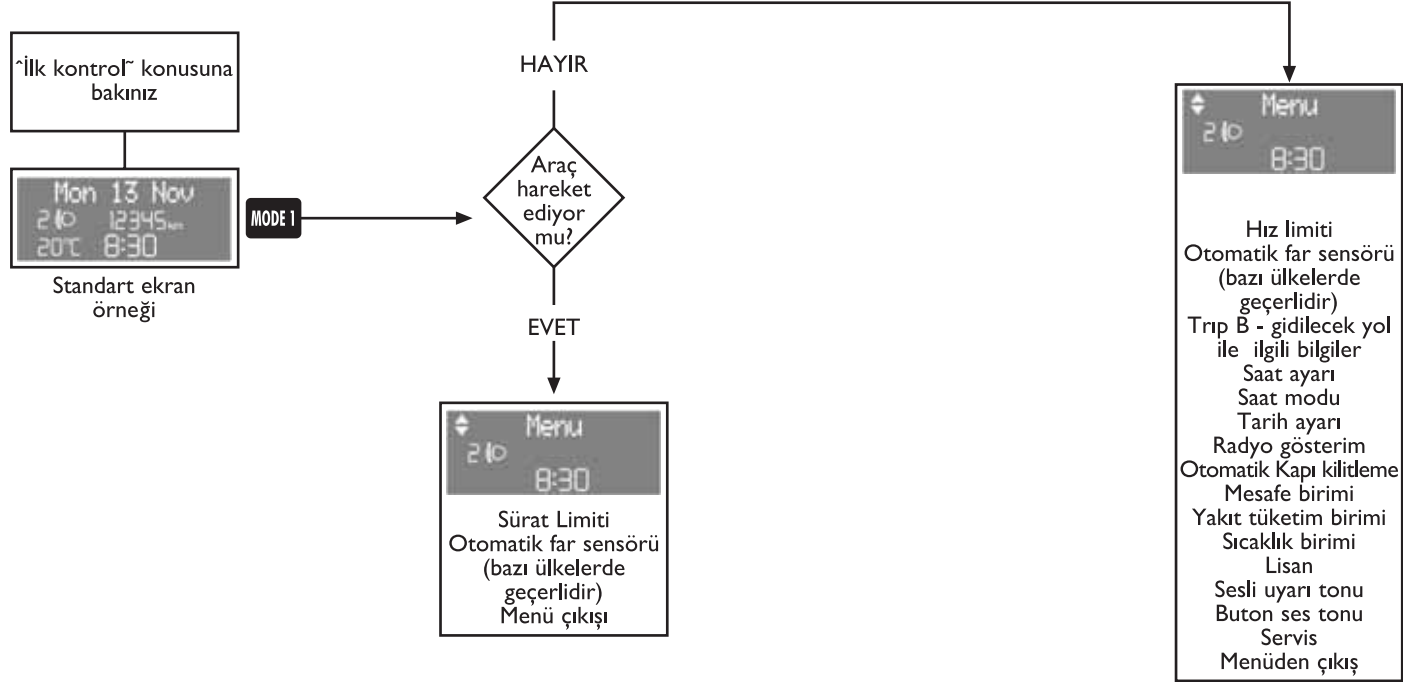 ˆİlk kontrol˜ konusuna
bakınız
Mon 13 Nov
2 12345km
20°C 8:30
Standart ekran
örneği
MODE 1
HAYIR
Araç
hareket
ediyor
mu?
EVET
Menu
2
8:30
Sürat Limiti
Otomatik far sensörü
(bazı ülkelerde
geçerlidir)
Menü çıkışı
Menu
2
8:30
Hız limiti
Otomatik far sensörü
(bazı ülkelerde
geçerlidir)
Trıp B - gidilecek yol
ile ilgili bilgiler
Saat ayarı
Saat modu
Tarih ayarı
Radyo gösterim
Otomatik Kapı kilitleme
Mesafe birimi
Yakıt tüketim birimi
Sıcaklık birimi
Lisan
Sesli uyarı tonu
Buton ses tonu
Servis
Menüden çıkış